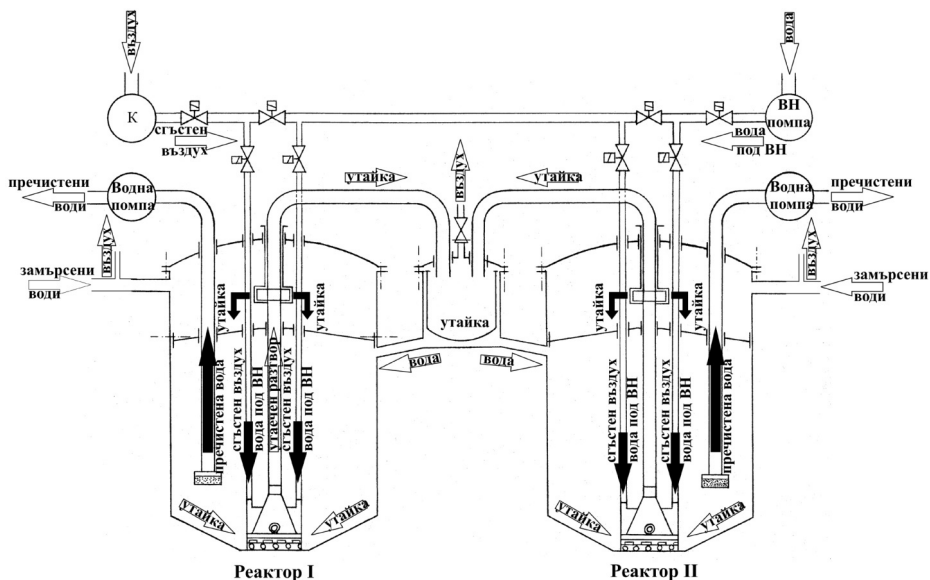 въздух
вода
К
ВН
помпа
сгъстен
въздух
вода
под ВН
пречистени
води
Водна
помпа
утайка
въздух
утайка
Водна
помпа
пречистени
води
въздух
въздух
замърсени
води
замърсени
води
утайка
утайка
утайка
утайка
утайка
вода
вода
пречистена вода
сгъстен въздух
вода под ВН
утаечен разтвор
сгъстен въздух
вода под ВН
сгъстен въздух
вода под ВН
сгъстен въздух
вода под ВН
пречистена вода
утайка
утайка
утайка
утайка
Реактор I
Реактор II